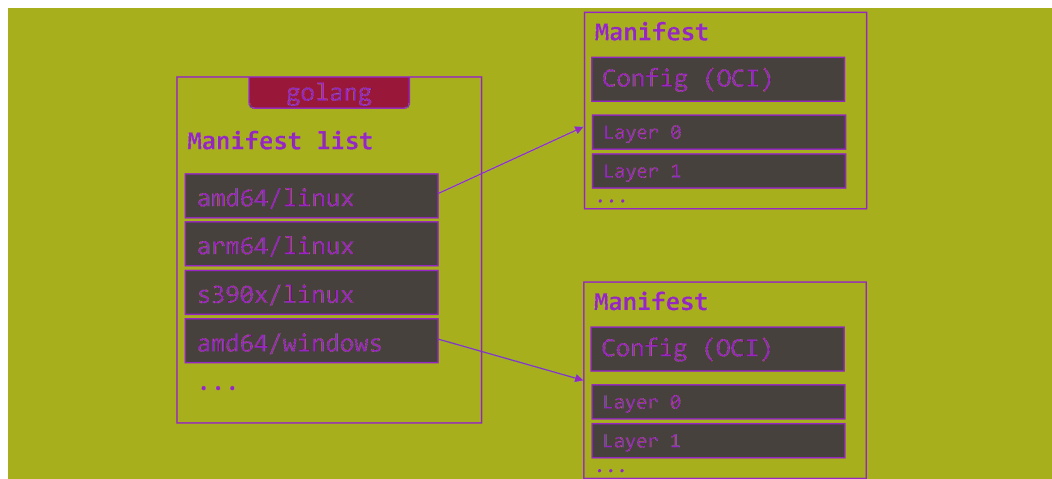 golang
Manifest list
amd64/linux
arm64/linux
s390x/linux
amd64/windows
...
Manifest
Config (OCI)
Layer 0
Layer 1
...
Manifest
Config (OCI)
Layer 0
Layer 1
...